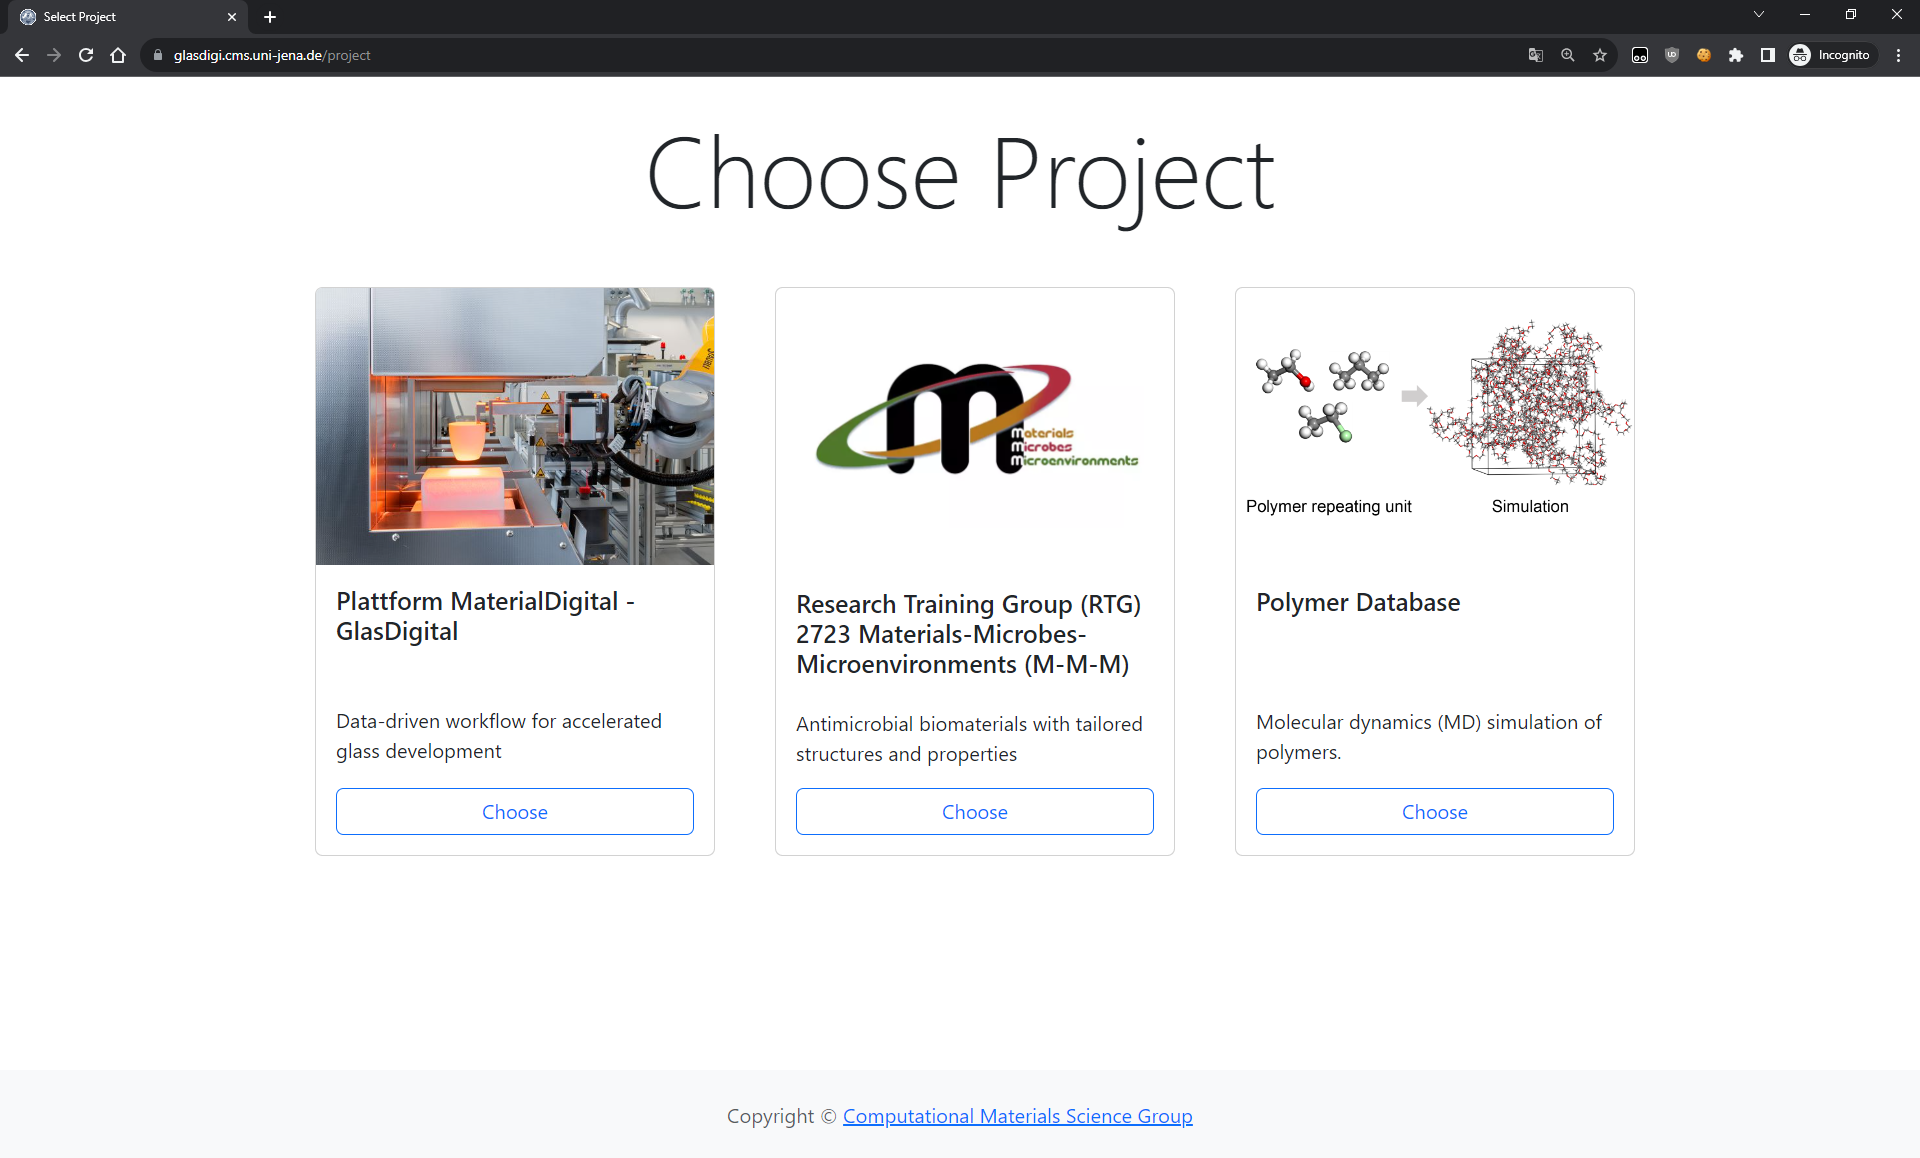 Select Project
glasdigi.cms.uni-jena.de/project
Incognito
Choose Project
m
Materials
Microbes
Microenvironments
Polymer repeating unit
Simulation
Plattform MaterialDigital -
GlasDigital
Data-driven workflow for accelerated
glass development
Choose
Research Training Group (RTG)
2723 Materials-Microbes-
Microenvironments (M-M-M)
Antimicrobial biomaterials with tailored
structures and properties
Choose
Polymer Database
Molecular dynamics (MD) simulation of
polymers.
Choose
Copyright © Computational Materials Science Group